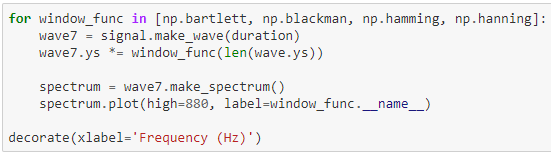 for window_func in [np.bartlett, np.blackman, np.hamming, np.hanning]:
    wave7 = signal.make_wave(duration)
    wave7.ys *= window_func(len(wave.ys))

    spectrum = wave7.make_spectrum()
    spectrum.plot(high=880, label=window_func.__name__)

decorate(xlabel='Frequency (Hz)')